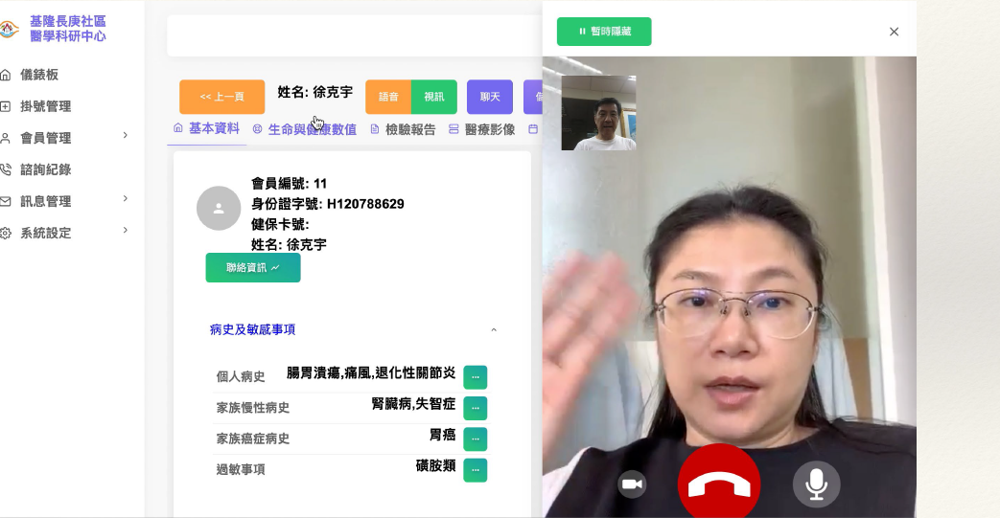 基隆長庚社區
醫學科研中心
儀錶板
掛號管理
會員管理
諮詢紀錄
訊息管理
系統設定
<< 上一頁
姓名: 徐克宇
語音
視訊
聊天
基本資料
生命與健康數值
檢驗報告
醫療影像
會員編號: 11
身份證字號: H120788629
健保卡號:
姓名: 徐克宇
聯絡資訊
病史及敏感事項
個人病史 腸胃潰瘍,痛風,退化性關節炎 ...
家族慢性病史 腎臟病,失智症 ...
家族癌症病史 胃癌 ...
過敏事項 磺胺類 ...
暫時隱藏